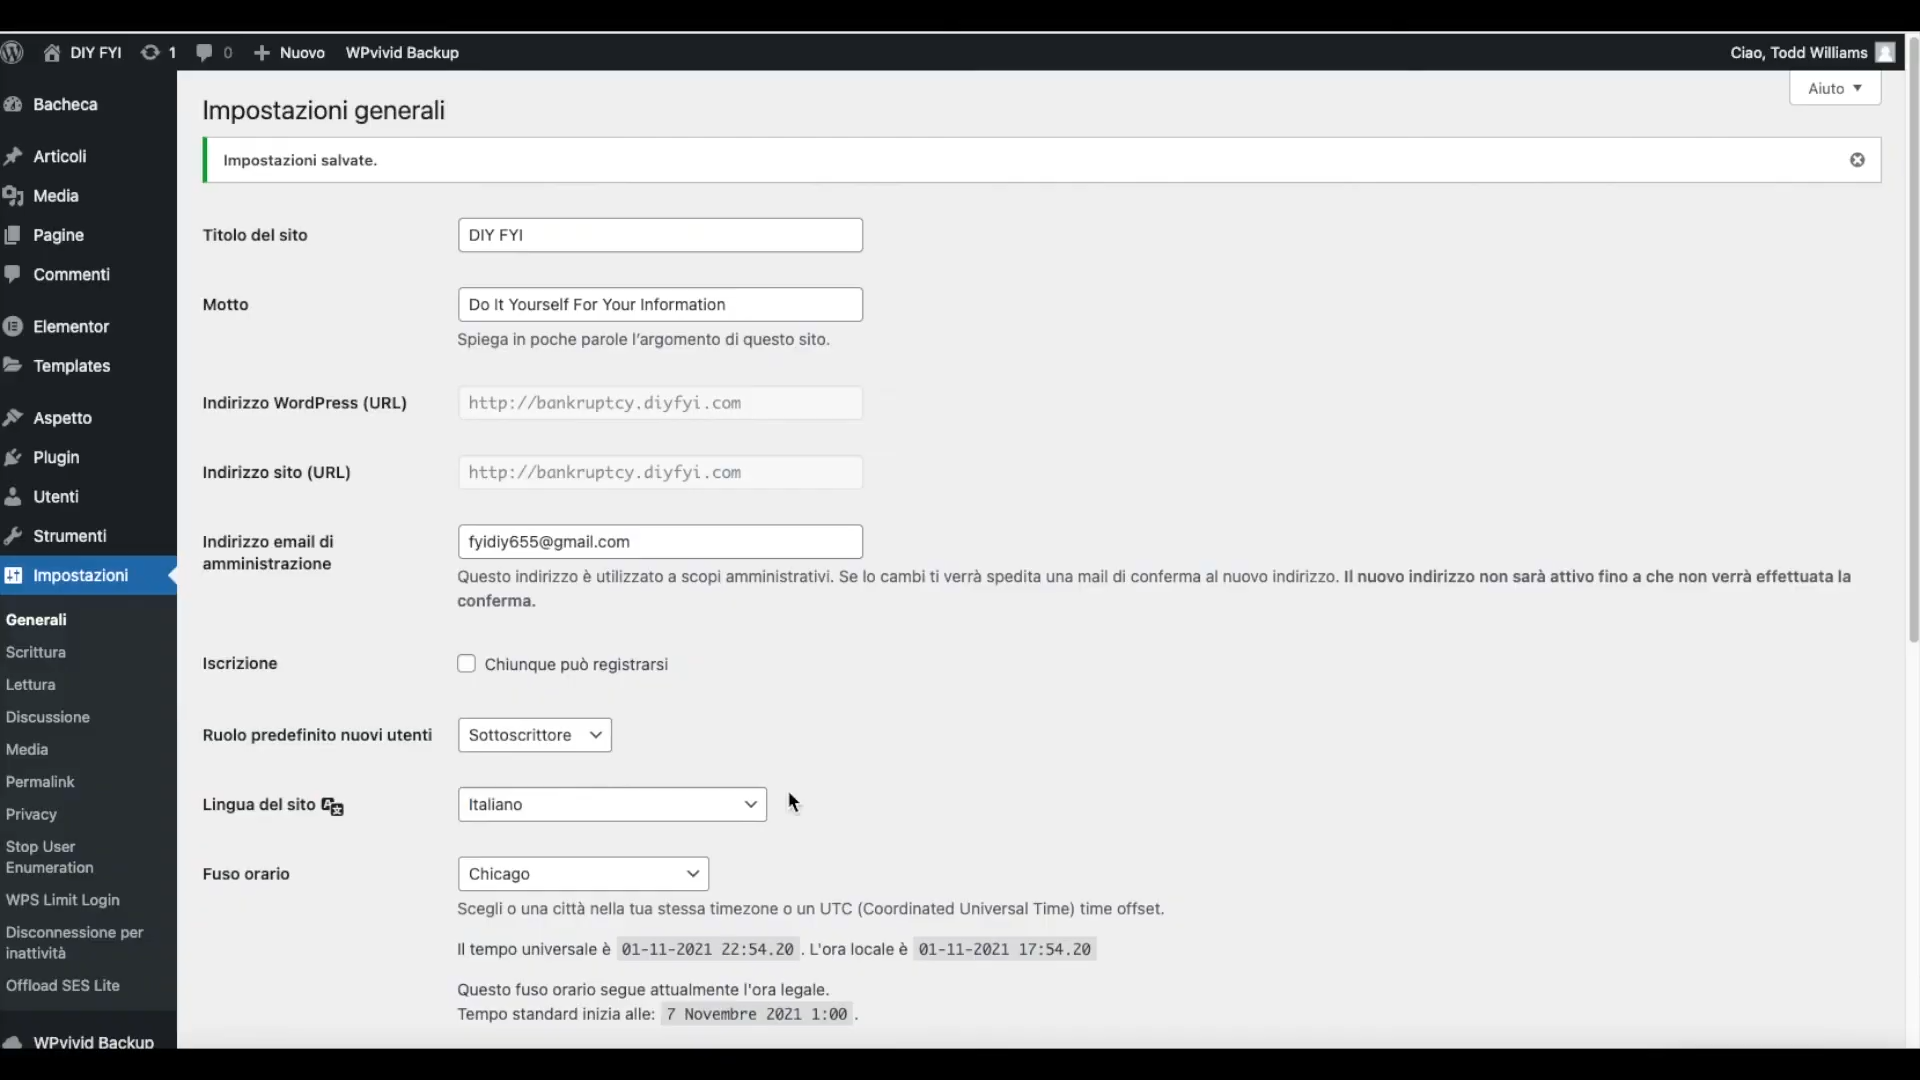 DIY FYI
1
0
Nuovo
WPvivid Backup
Ciao, Todd Williams
Aiuto
Bacheca
Articoli
Media
Pagine
Commenti
Elementor
Templates
Aspetto
Plugin
Utenti
Strumenti
Impostazioni
Generali
Scrittura
Lettura
Discussione
Media
Permalink
Privacy
Stop User
Enumeration
WPS Limit Login
Disconnessione per
inattività
Offload SES Lite
WPvivid Backup
Impostazioni generali
Impostazioni salvate.
Titolo del sito
DIY FYI
Motto
Do It Yourself For Your Information
Spiega in poche parole l’argomento di questo sito.
Indirizzo WordPress (URL)
http://bankruptcy.diyfyi.com
Indirizzo sito (URL)
http://bankruptcy.diyfyi.com
Indirizzo email di
amministrazione
fyidiy655@gmail.com
Questo indirizzo è utilizzato a scopi amministrativi. Se lo cambi ti verrà spedita una mail di conferma al nuovo indirizzo. Il nuovo indirizzo non sarà attivo fino a che non verrà effettuata la
conferma.
Iscrizione
Chiunque può registrarsi
Ruolo predefinito nuovi utenti
Sottoscrittore
Lingua del sito
Italiano
Fuso orario
Chicago
Scegli o una città nella tua stessa timezone o un UTC (Coordinated Universal Time) time offset.
Il tempo universale è 01-11-2021 22:54.20 . L'ora locale è 01-11-2021 17:54.20
Questo fuso orario segue attualmente l'ora legale.
Tempo standard inizia alle: 7 Novembre 2021 1:00 .